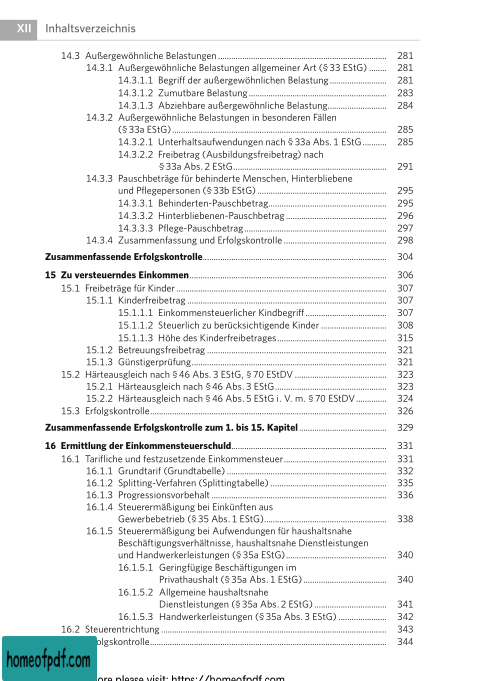 XII Inhaltsverzeichnis
14.3 Außergewöhnliche Belastungen 281
14.3.1 Außergewöhnliche Belastungen allgemeiner Art (§ 33 EStG) 281
14.3.1.1 Begriff der außergewöhnlichen Belastung 281
14.3.1.2 Zumutbare Belastung 283
14.3.1.3 Abziehbare außergewöhnliche Belastung 284
14.3.2 Außergewöhnliche Belastungen in besonderen Fällen
(§ 33a EStG) 285
14.3.2.1 Unterhaltsaufwendungen nach § 33a Abs. 1 EStG 285
14.3.2.2 Freibetrag (Ausbildungsfreibetrag) nach
§ 33a Abs. 2 EStG 291
14.3.3 Pauschbeträge für behinderte Menschen, Hinterbliebene
und Pflegepersonen (§ 33b EStG) 295
14.3.3.1 Behinderten-Pauschbetrag 295
14.3.3.2 Hinterbliebenen-Pauschbetrag 296
14.3.3.3 Pflege-Pauschbetrag 297
14.3.4 Zusammenfassung und Erfolgskontrolle 298
Zusammenfassende Erfolgskontrolle 304
15 Zu versteuerndes Einkommen 306
15.1 Freibeträge für Kinder 307
15.1.1 Kinderfreibetrag 307
15.1.1.1 Einkommensteuerlicher Kindbegriff 307
15.1.1.2 Steuerlich zu berücksichtigende Kinder 308
15.1.1.3 Höhe des Kinderfreibetrages 315
15.1.2 Betreuungsfreibetrag 321
15.1.3 Günstigerprüfung 321
15.2 Härteausgleich nach § 46 Abs. 3 EStG, § 70 EStDV 323
15.2.1 Härteausgleich nach § 46 Abs. 3 EStG 323
15.2.2 Härteausgleich nach § 46 Abs. 5 EStG i. V. m. § 70 EStDV 324
15.3 Erfolgskontrolle 326
Zusammenfassende Erfolgskontrolle zum 1. bis 15. Kapitel 329
16 Ermittlung der Einkommensteuerschuld 331
16.1 Tarifliche und festzusetzende Einkommensteuer 331
16.1.1 Grundtarif (Grundtabelle) 332
16.1.2 Splitting-Verfahren (Splittingtabelle) 335
16.1.3 Progressionsvorbehalt 336
16.1.4 Steuerermäßigung bei Einkünften aus
Gewerbebetrieb (§ 35 Abs. 1 EStG) 338
16.1.5 Steuerermäßigung bei Aufwendungen für haushaltsnahe
Beschäftigungsverhältnisse, haushaltsnahe Dienstleistungen
und Handwerkerleistungen (§ 35a EStG) 340
16.1.5.1 Geringfügige Beschäftigungen im
Privathaushalt (§ 35a Abs. 1 EStG) 340
16.1.5.2 Allgemeine haushaltsnahe
Dienstleistungen (§ 35a Abs. 2 EStG) 341
16.1.5.3 Handwerkerleistungen (§ 35a Abs. 3 EStG) 342
16.2 Steuerentrichtung 343
olgskontrolle 344
homeofpdf.com
ore please visit: https://homeofpdf.com